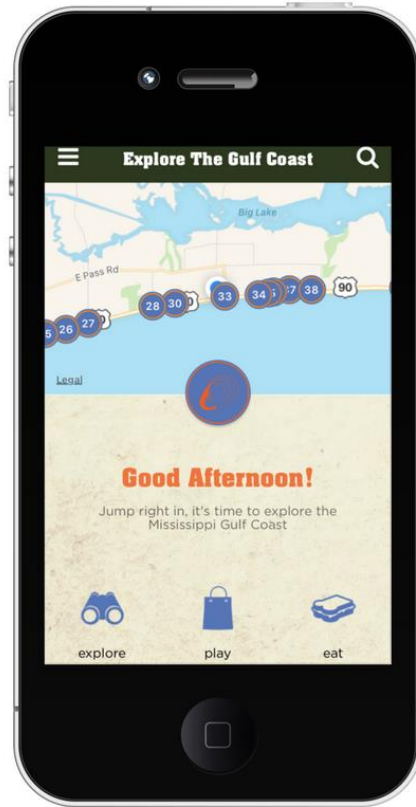 Explore The Gulf Coast
Big Lake
E Pass Rd
28 30 33 34 37 38 90
26 27
Legal
Good Afternoon!
Jump right in, it's time to explore the
Mississippi Gulf Coast
explore play eat